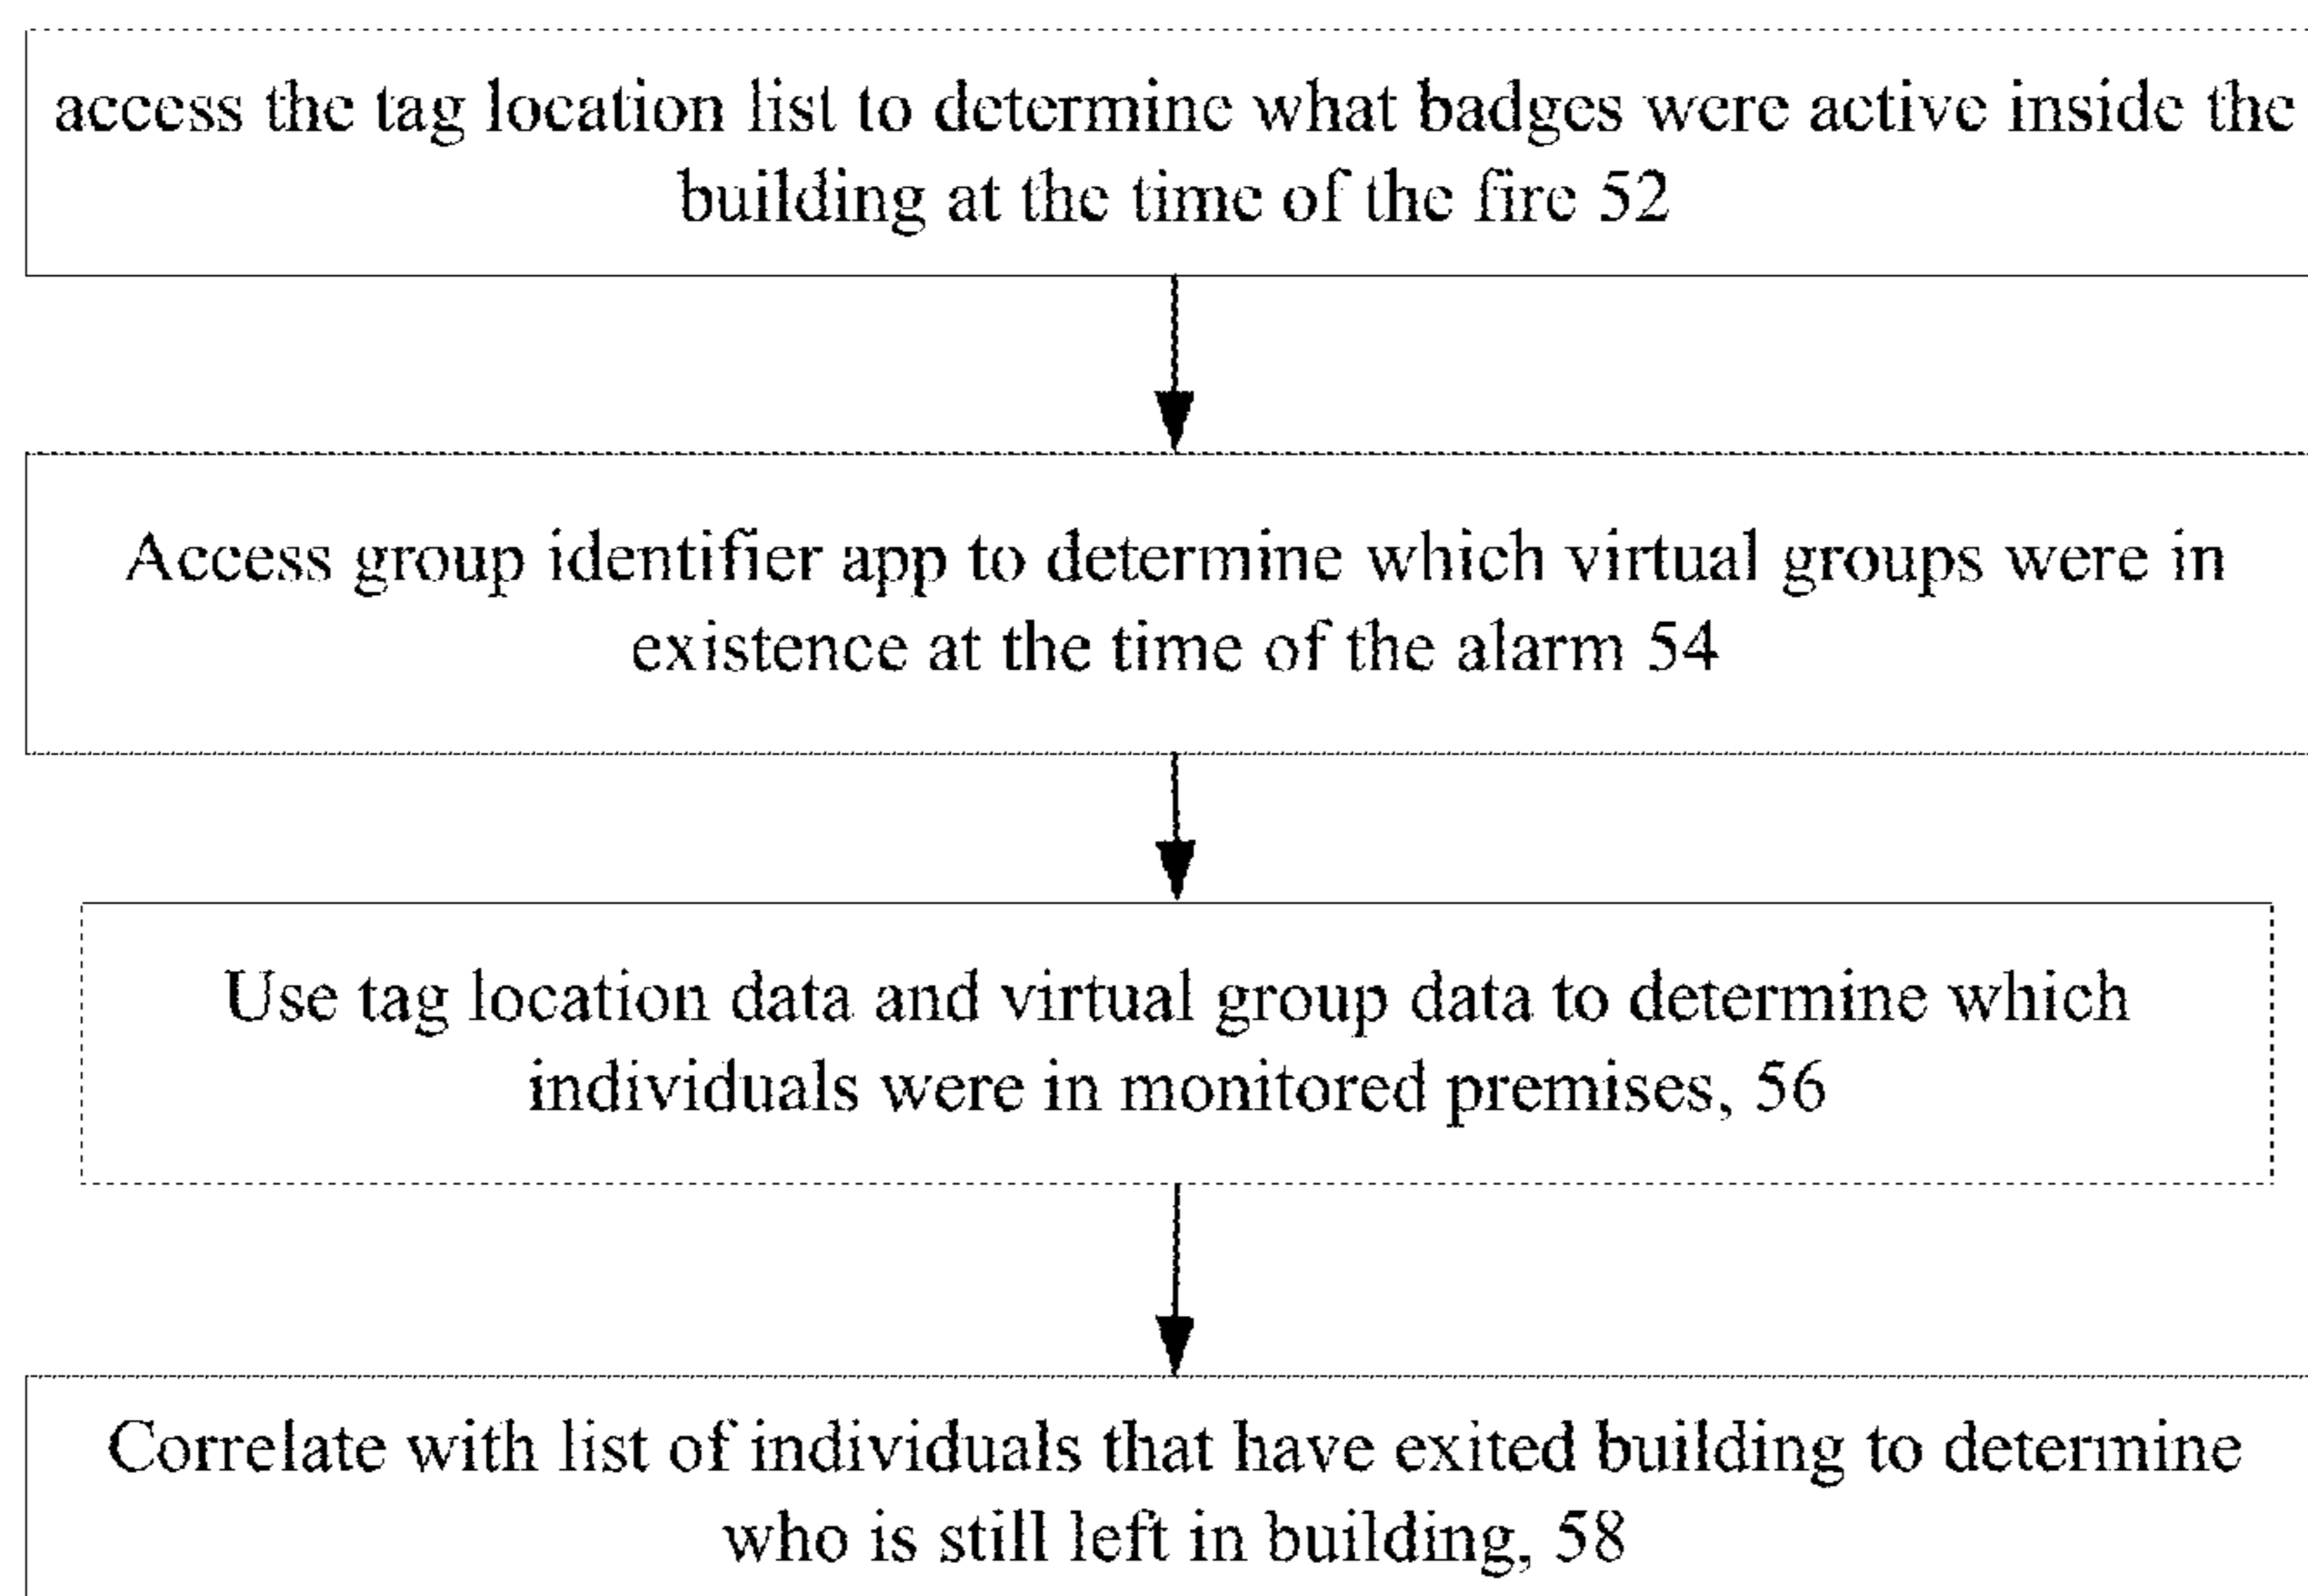 access the tag location list to determine what badges were active inside the
building at the time of the fire 52
Access group identifier app to determine which virtual groups were in
existence at the time of the alarm 54
Use tag location data and virtual group data to determine which
individuals were in monitored premises, 56
Correlate with list of individuals that have exited building to determine
who is still left in building, 58